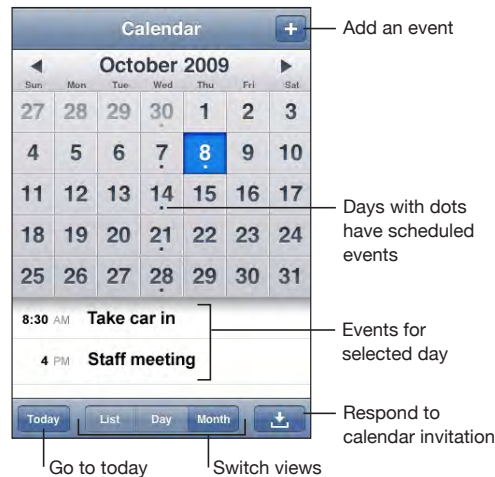 Calendar
+
Add an event
October 2009
Sun Mon Tue Wed Thu Fri Sat
27 28 29 30 1 2 3
4 5 6 7 8 9 10
11 12 13 14 15 16 17
18 19 20 21 22 23 24
25 26 27 28 29 30 31
Days with dots
have scheduled
events
8:30 AM Take car in
4 PM Staff meeting
Events for
selected day
Today List Day Month
Respond to
calendar invitation
Go to today
Switch views